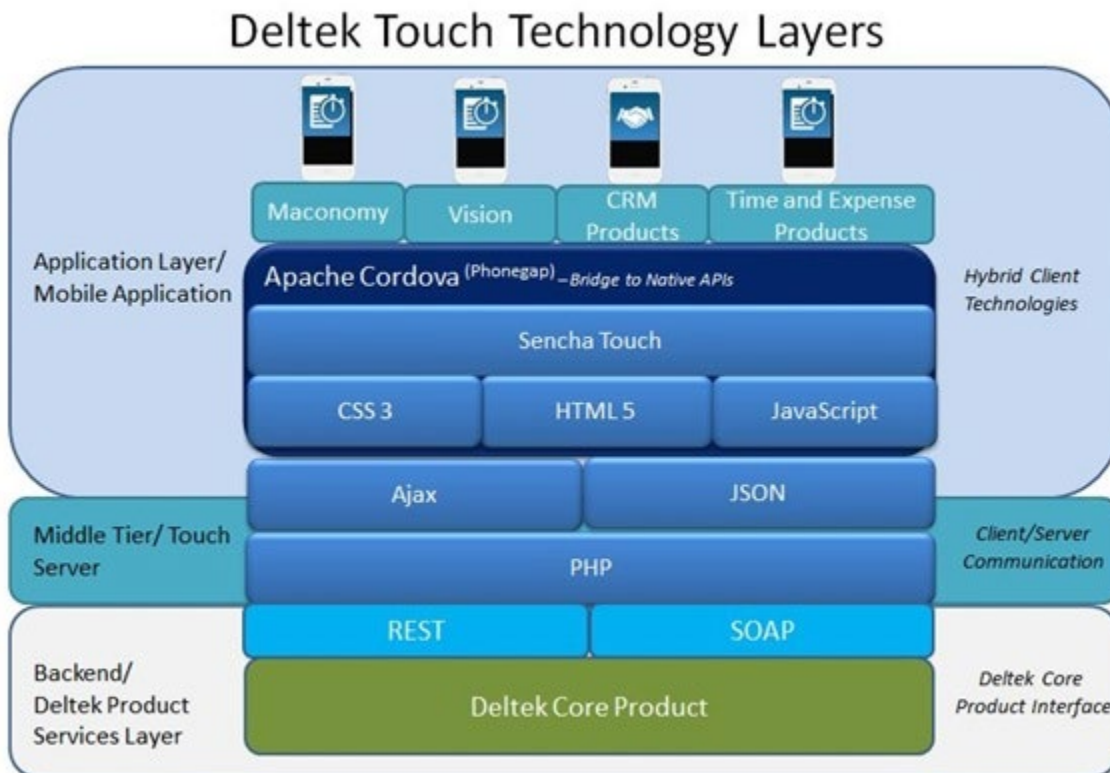 Deltek Touch Technology Layers
Maconomy
Vision
CRM
Products
Time and Expense
Products
Application Layer/
Mobile Application
Apache Cordova (Phonegap) – Bridge to Native APIs
Hybrid Client
Technologies
Sencha Touch
CSS 3
HTML 5
JavaScript
Ajax
JSON
Middle Tier/ Touch
Server
Client/Server
Communication
PHP
REST
SOAP
Backend/
Deltek Product
Services Layer
Deltek Core Product
Deltek Core
Product Interface